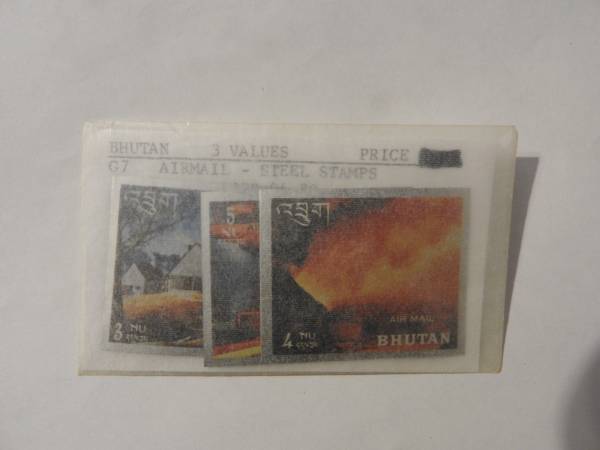 BHUTAN 3 VALUES PRICE
G7 AIRMAIL - STEEL STAMPS
འབྲུག
3 NU
5
NU
འབྲུག
AIR MAIL
4 NU
BHUTAN